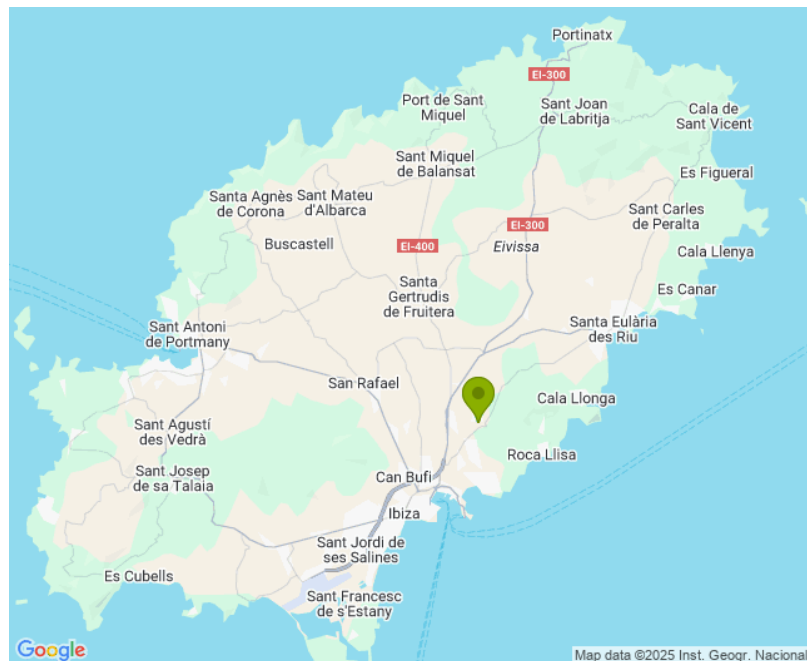 Portinatx
EI-300
Port de Sant
Miquel
Sant Joan
de Labritja
Cala de
Sant Vicent
Sant Miquel
de Balansat
Es Figueral
Santa Agnès
de Corona
Sant Mateu
d'Albarca
Sant Carles
de Peralta
Buscastell
EI-400
EI-300
Eivissa
Cala Llenya
Santa
Gertrudis
de Fruitera
Es Canar
Sant Antoni
de Portmany
Santa Eulària
des Riu
San Rafael
Cala Llonga
Sant Agustí
des Vedrà
Roca Llisa
Sant Josep
de sa Talaia
Can Bufi
Ibiza
Sant Jordi de
ses Salines
Es Cubells
Sant Francesc
de s'Estany
Google
Map data ©2025 Inst. Geogr. Nacional